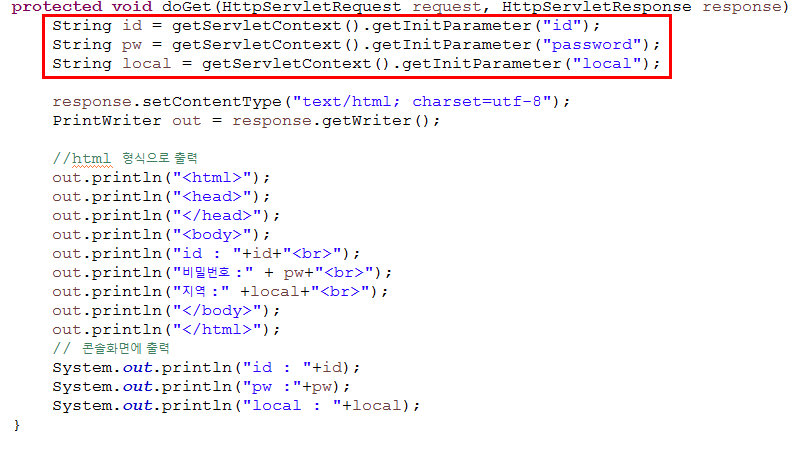 protected void doGet(HttpServletRequest request, HttpServletResponse response)
String id = getServletContext().getInitParameter("id");
String pw = getServletContext().getInitParameter("password");
String local = getServletContext().getInitParameter("local");
response.setContentType("text/html; charset=utf-8");
PrintWriter out = response.getWriter();
//html 형식으로 출력
out.println("<html>");
out.println("<head>");
out.println("</head>");
out.println("<body>");
out.println("id : "+id+"<br>");
out.println("비밀번호 :" + pw+"<br>");
out.println("지역 :" +local+"<br>");
out.println("</body>");
out.println("</html>");
// 콘솔화면에 출력
System.out.println("id : "+id);
System.out.println("pw :"+pw);
System.out.println("local : "+local);
}